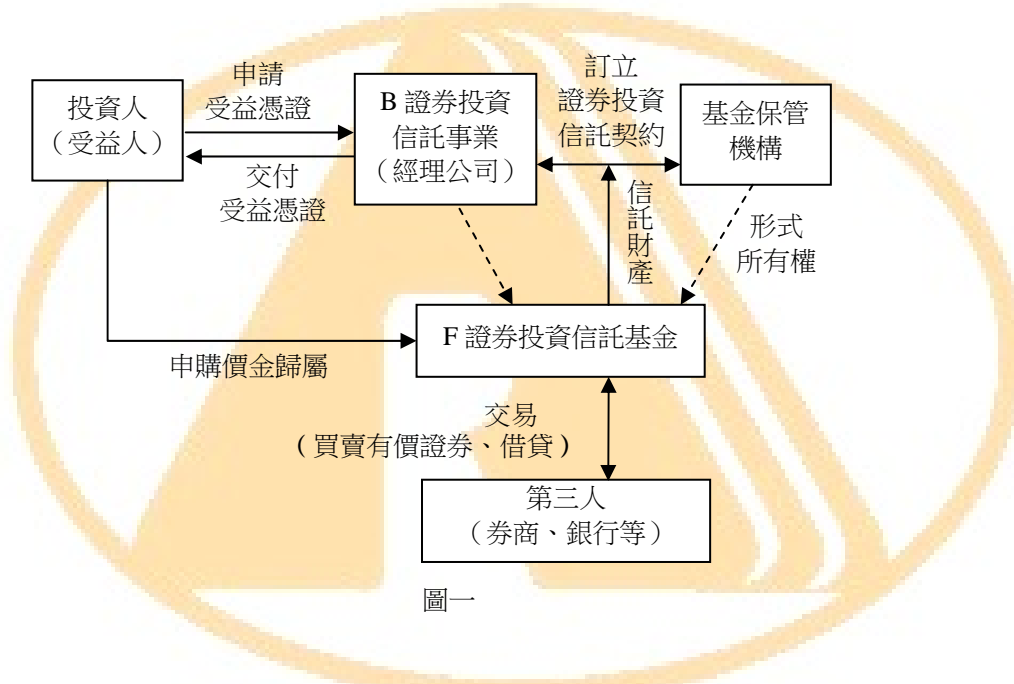 申請
受益憑證
訂立
證券投資
信託契約
投資人
（受益人）
B 證券投資
信託事業
（經理公司）
基金保管
機構
交付
受益憑證
信託財產
形式
所有權
F 證券投資信託基金
申購價金歸屬
交易
（買賣有價證券、借貸）
第三人
（券商、銀行等）
圖一